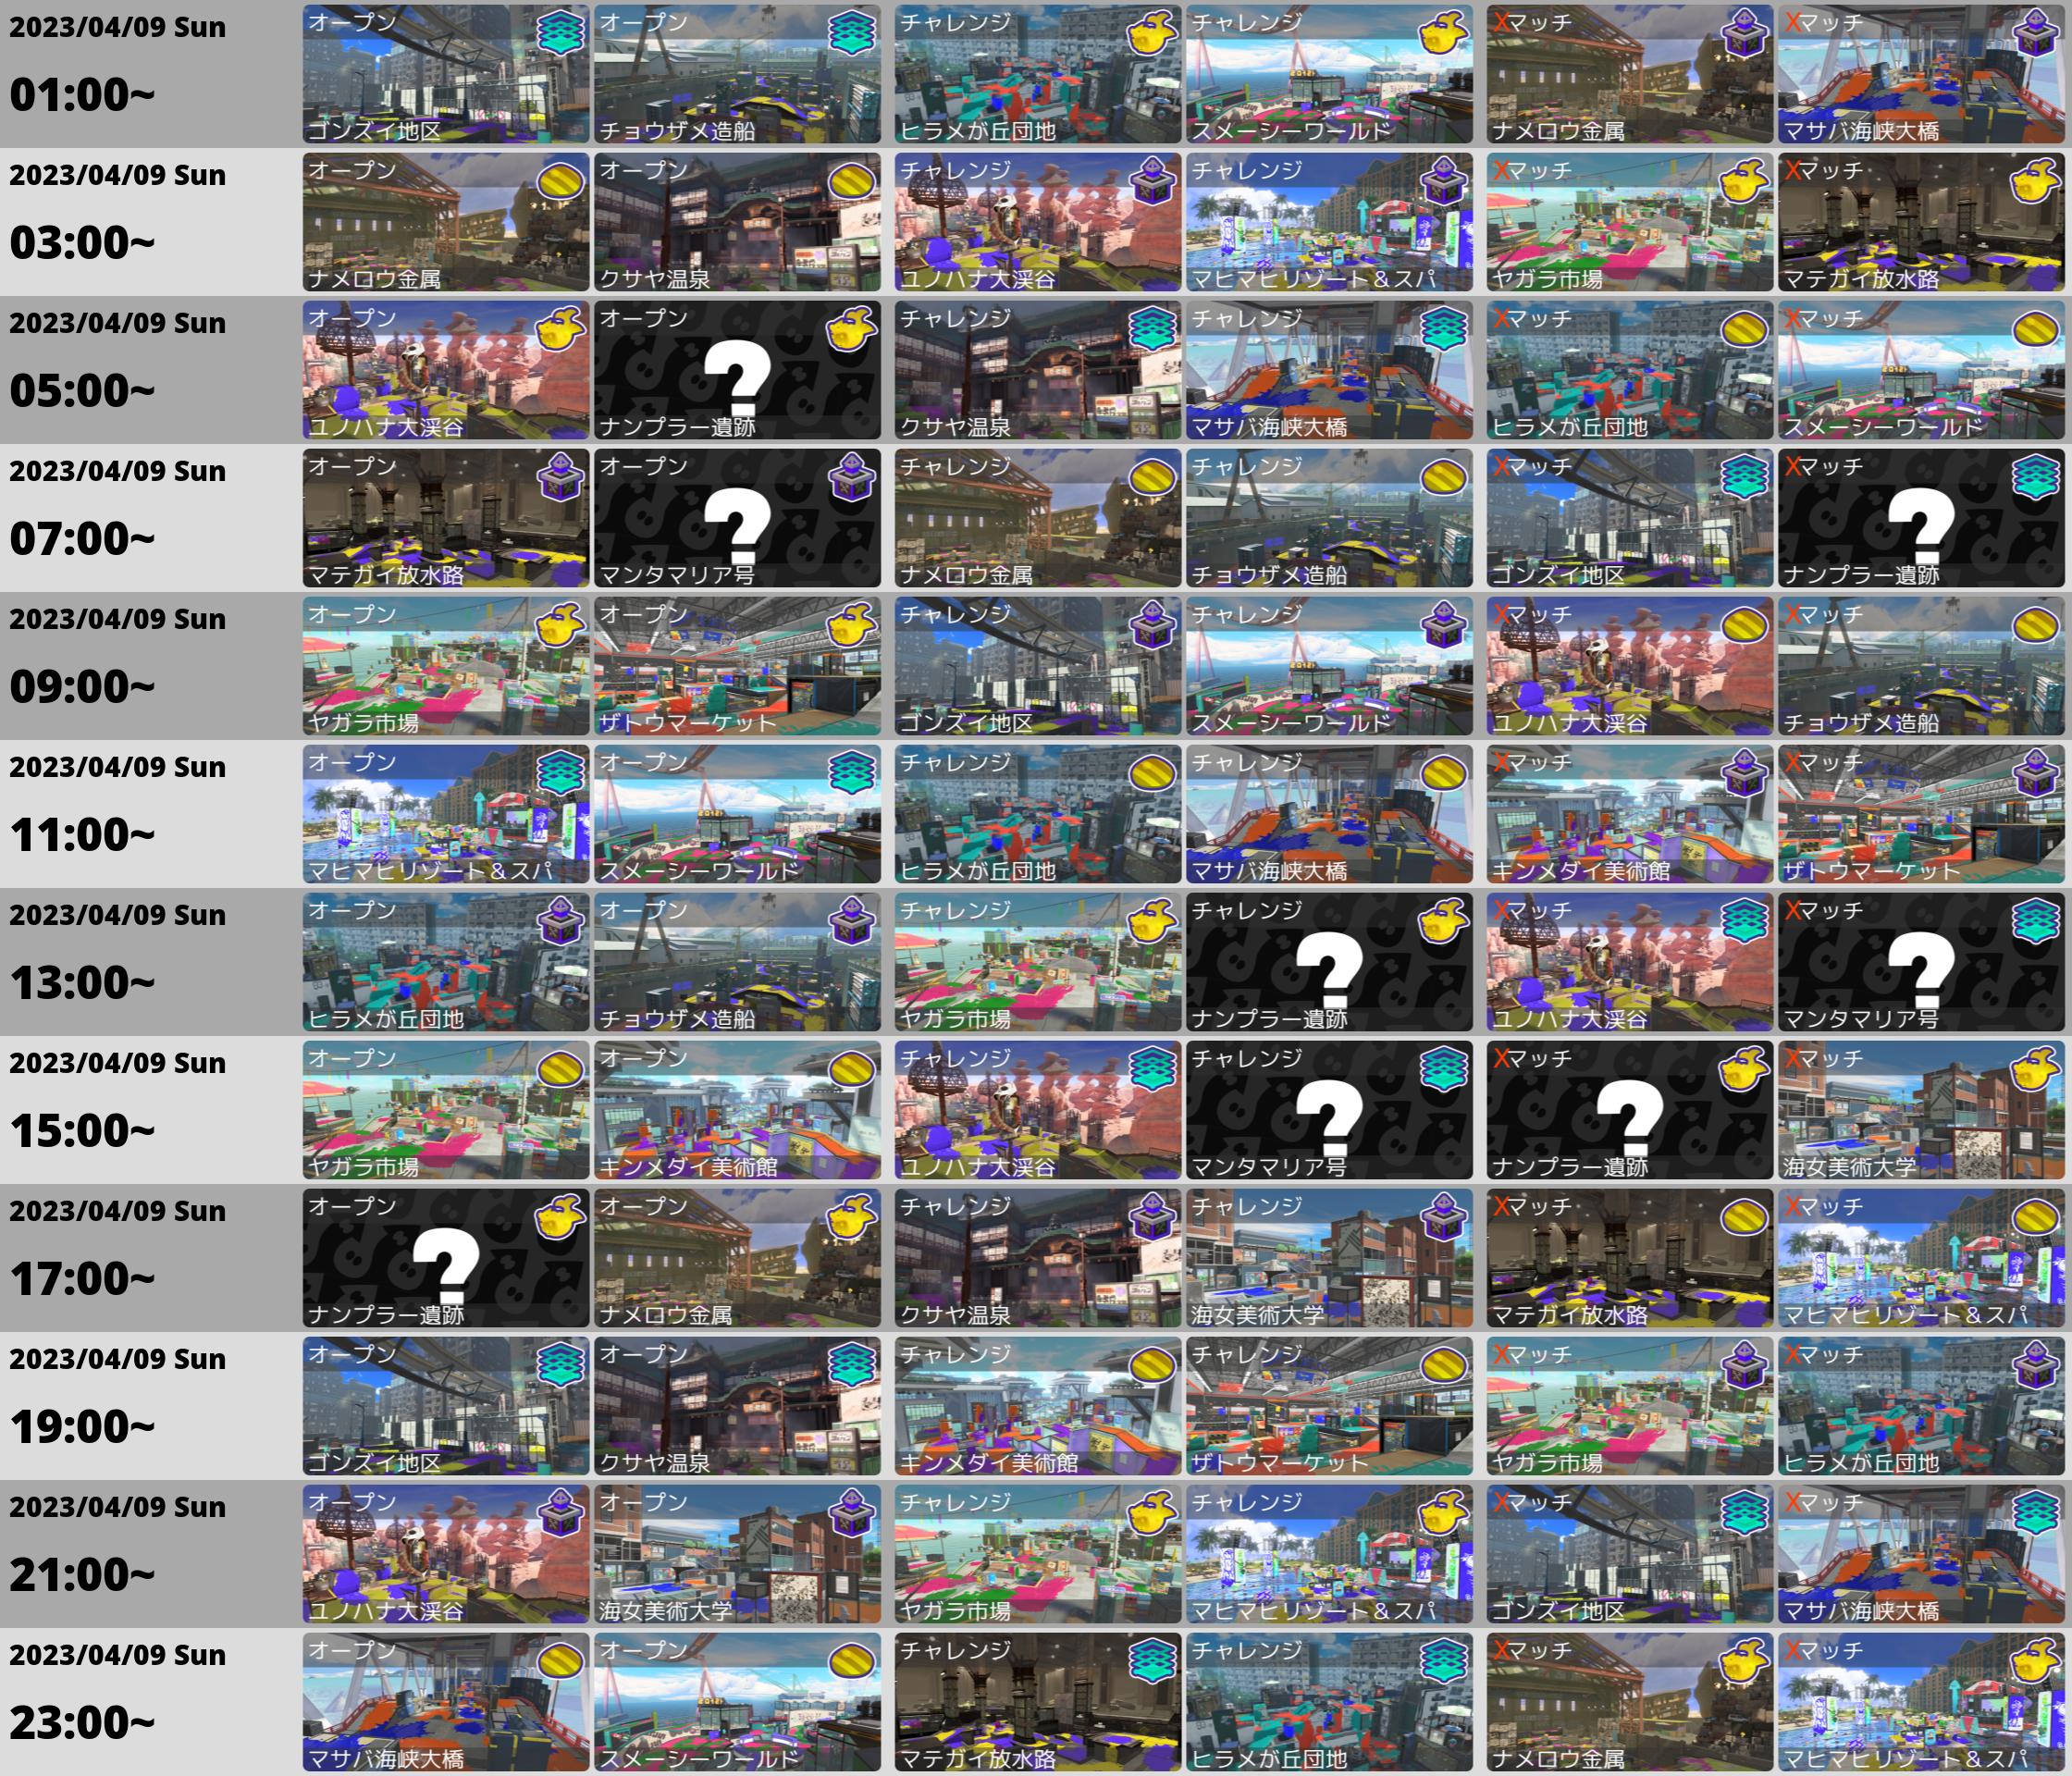 2023/04/09 Sun
01:00~
オープン オープン チャレンジ チャレンジ Xマッチ Xマッチ
ゴンズイ地区 チョウザメ造船 ヒラメが丘団地 スメーシーワールド ナメロウ金属 マサバ海峡大橋
2023/04/09 Sun
03:00~
オープン オープン チャレンジ チャレンジ Xマッチ Xマッチ
ナメロウ金属 クサヤ温泉 ユノハナ大渓谷 マヒマヒリゾート＆スパ ヤガラ市場 マテガイ放水路
2023/04/09 Sun
05:00~
オープン オープン チャレンジ チャレンジ Xマッチ Xマッチ
?
ユノハナ大渓谷 ナンプラー遺跡 クサヤ温泉 マサバ海峡大橋 ヒラメが丘団地 スメーシーワールド
2023/04/09 Sun
07:00~
オープン オープン チャレンジ チャレンジ Xマッチ Xマッチ
? ?
マテガイ放水路 マンタマリア号 ナメロウ金属 チョウザメ造船 ゴンズイ地区 ナンプラー遺跡
2023/04/09 Sun
09:00~
オープン オープン チャレンジ チャレンジ Xマッチ Xマッチ
ヤガラ市場 ザトウマーケット ゴンズイ地区 スメーシーワールド ユノハナ大渓谷 チョウザメ造船
2023/04/09 Sun
11:00~
オープン オープン チャレンジ チャレンジ Xマッチ Xマッチ
マヒマヒリゾート＆スパ スメーシーワールド ヒラメが丘団地 マサバ海峡大橋 キンメダイ美術館 ザトウマーケット
2023/04/09 Sun
13:00~
オープン オープン チャレンジ チャレンジ Xマッチ Xマッチ
? ?
ヒラメが丘団地 チョウザメ造船 ヤガラ市場 ナンプラー遺跡 ユノハナ大渓谷 マンタマリア号
2023/04/09 Sun
15:00~
オープン オープン チャレンジ チャレンジ Xマッチ Xマッチ
? ?
ヤガラ市場 キンメダイ美術館 ユノハナ大渓谷 マンタマリア号 ナンプラー遺跡 海女美術大学
2023/04/09 Sun
17:00~
オープン オープン チャレンジ チャレンジ Xマッチ Xマッチ
?
ナンプラー遺跡 ナメロウ金属 クサヤ温泉 海女美術大学 マテガイ放水路 マヒマヒリゾート＆スパ
2023/04/09 Sun
19:00~
オープン オープン チャレンジ チャレンジ Xマッチ Xマッチ
ゴンズイ地区 クサヤ温泉 キンメダイ美術館 ザトウマーケット ヤガラ市場 ヒラメが丘団地
2023/04/09 Sun
21:00~
オープン オープン チャレンジ チャレンジ Xマッチ Xマッチ
ユノハナ大渓谷 海女美術大学 ヤガラ市場 マヒマヒリゾート＆スパ ゴンズイ地区 マサバ海峡大橋
2023/04/09 Sun
23:00~
オープン オープン チャレンジ チャレンジ Xマッチ Xマッチ
マサバ海峡大橋 スメーシーワールド マテガイ放水路 ヒラメが丘団地 ナメロウ金属 マヒマヒリゾート＆スパ